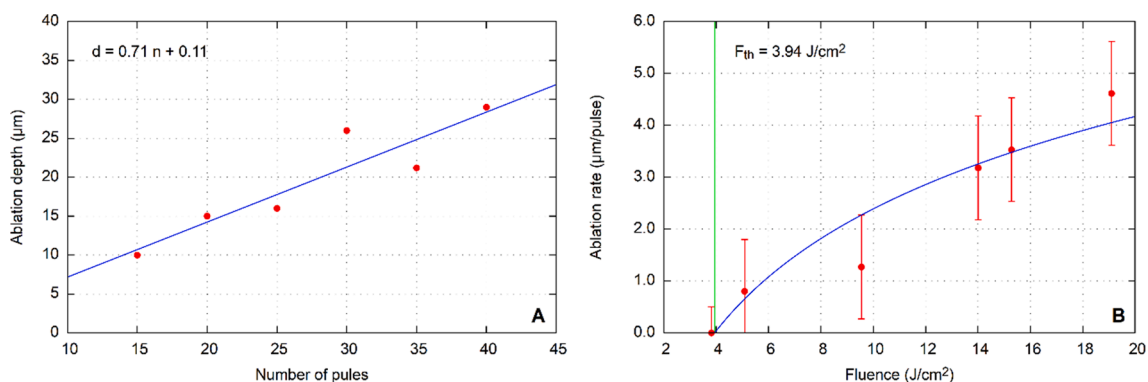 40
35
30
25
20
15
10
5
0
Ablation depth (µm)
d = 0.71 n + 0.11
A
10 15 20 25 30 35 40 45
Number of pules
6.0
5.0
4.0
3.0
2.0
1.0
0.0
Ablation rate (µm/pulse)
Fth = 3.94 J/cm²
B
2 4 6 8 10 12 14 16 18 20
Fluence (J/cm²)